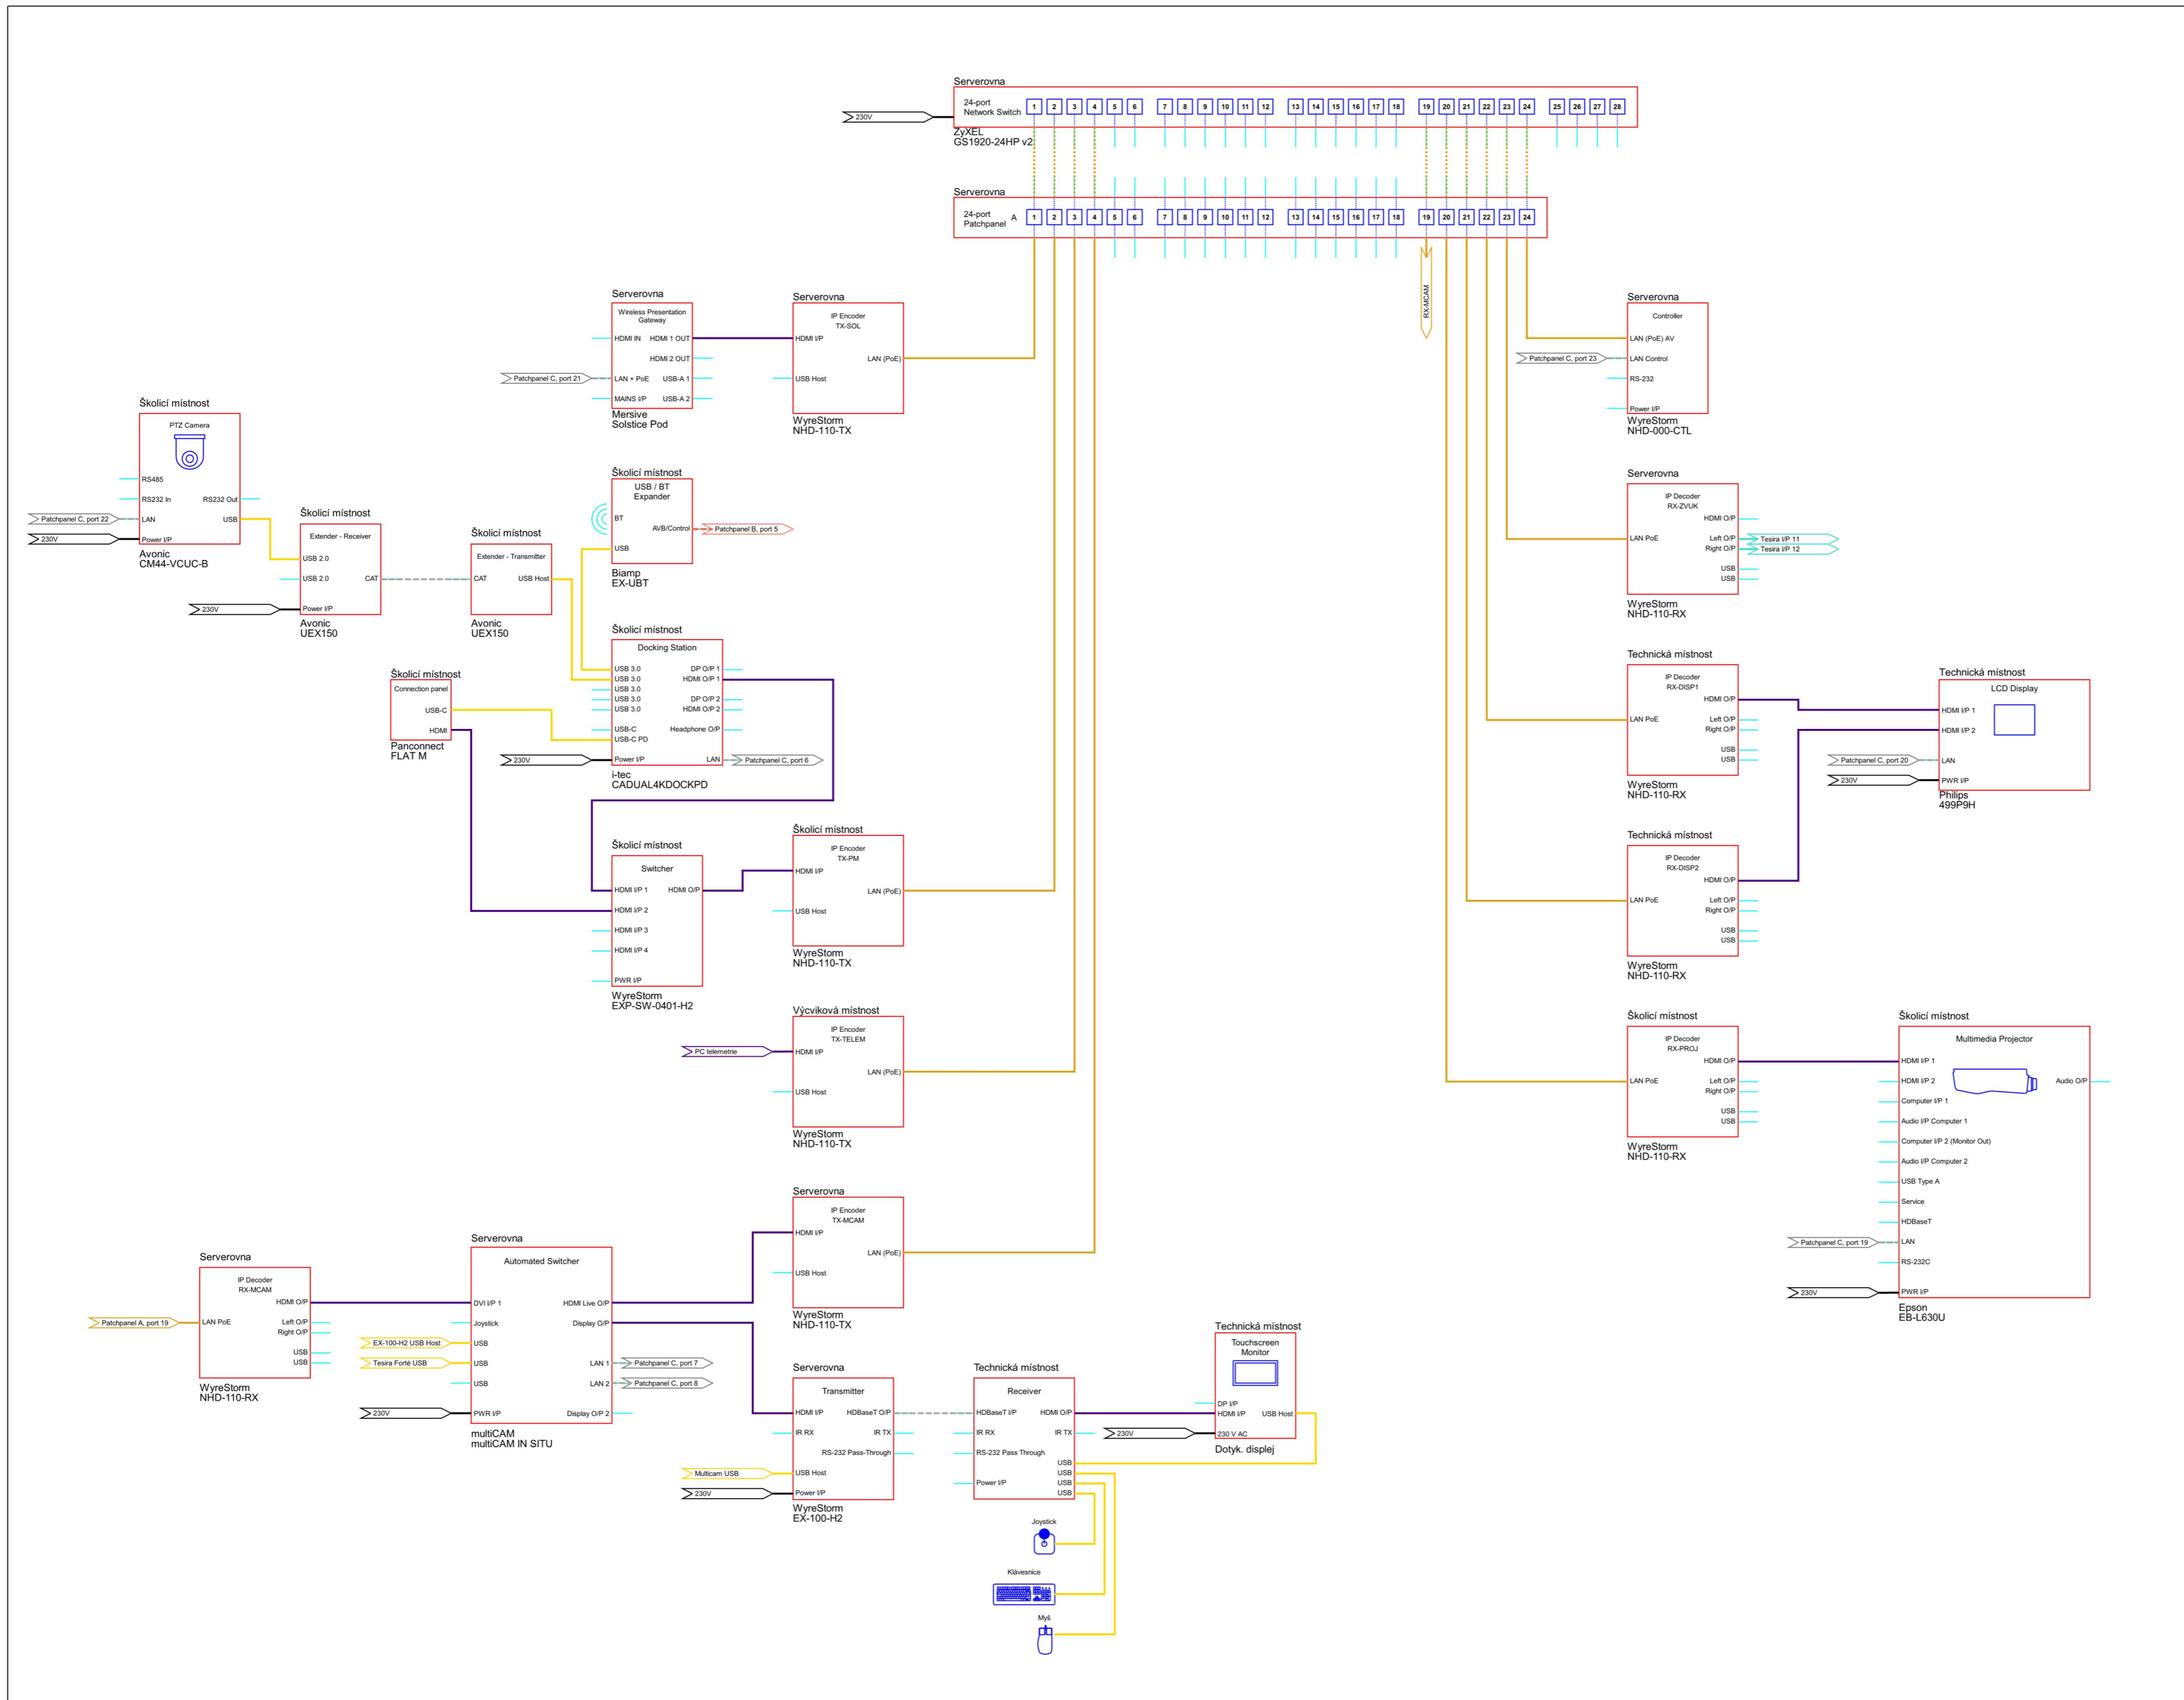 Serverovna
24-port
Network Switch
1 2 3 4 5 6 7 8 9 10 11 12 13 14 15 16 17 18 19 20 21 22 23 24 25 26 27 28
230V
ZyXEL
GS1920-24HP v2
Serverovna
24-port
Patchpanel
A
1 2 3 4 5 6 7 8 9 10 11 12 13 14 15 16 17 18 19 20 21 22 23 24
RX-MCAM
Serverovna
Wireless Presentation
Gateway
HDMI IN HDMI 1 OUT
HDMI 2 OUT
Patchpanel C, port 21
LAN + PoE USB-A 1
MAINS I/P USB-A 2
Mersive
Solstice Pod
Serverovna
IP Encoder
TX-SOL
HDMI I/P
LAN (PoE)
USB Host
WyreStorm
NHD-110-TX
Serverovna
Controller
LAN (PoE) AV
Patchpanel C, port 23
LAN Control
RS-232
Power I/P
WyreStorm
NHD-000-CTL
Školicí místnost
PTZ Camera
RS485
RS232 In RS232 Out
Patchpanel C, port 22
LAN USB
230V
Power I/P
Avonic
CM44-VCUC-B
Školicí místnost
Extender - Receiver
USB 2.0
USB 2.0 CAT
230V
Power I/P
Avonic
UEX150
Školicí místnost
Extender - Transmitter
CAT USB Host
Avonic
UEX150
Školicí místnost
USB / BT
Expander
BT
AVB/Control
Patchpanel B, port 5
USB
Biamp
EX-UBT
Serverovna
IP Decoder
RX-ZVUK
HDMI O/P
LAN PoE Left O/P
Tesira I/P 11
Right O/P
Tesira I/P 12
USB
USB
WyreStorm
NHD-110-RX
Školicí místnost
Docking Station
USB 3.0 DP O/P 1
USB 3.0 HDMI O/P 1
USB 3.0
USB 3.0 DP O/P 2
USB 3.0 HDMI O/P 2
USB-C Headphone O/P
USB-C PD
230V
Power I/P LAN
Patchpanel C, port 6
i-tec
CADUAL4KDOCKPD
Školicí místnost
Connection panel
USB-C
HDMI
Panconnect
FLAT M
Technická místnost
IP Decoder
RX-DISP1
HDMI O/P
LAN PoE Left O/P
Right O/P
USB
USB
WyreStorm
NHD-110-RX
Technická místnost
LCD Display
HDMI I/P 1
HDMI I/P 2
Patchpanel C, port 20
LAN
230V
PWR I/P
Philips
499P9H
Školicí místnost
Switcher
HDMI I/P 1 HDMI O/P
HDMI I/P 2
HDMI I/P 3
HDMI I/P 4
PWR I/P
WyreStorm
EXP-SW-0401-H2
Školicí místnost
IP Encoder
TX-PM
HDMI I/P
LAN (PoE)
USB Host
WyreStorm
NHD-110-TX
Technická místnost
IP Decoder
RX-DISP2
HDMI O/P
LAN PoE Left O/P
Right O/P
USB
USB
WyreStorm
NHD-110-RX
Výcviková místnost
IP Encoder
TX-TELEM
PC telemetrie
HDMI I/P
LAN (PoE)
USB Host
WyreStorm
NHD-110-TX
Školicí místnost
IP Decoder
RX-PROJ
HDMI O/P
LAN PoE Left O/P
Right O/P
USB
USB
WyreStorm
NHD-110-RX
Školicí místnost
Multimedia Projector
HDMI I/P 1
HDMI I/P 2 Audio O/P
Computer I/P 1
Audio I/P Computer 1
Computer I/P 2 (Monitor Out)
Audio I/P Computer 2
USB Type A
Service
HDBaseT
Patchpanel C, port 19
LAN
RS-232C
230V
PWR I/P
Epson
EB-L630U
Serverovna
IP Encoder
TX-MCAM
HDMI I/P
LAN (PoE)
USB Host
WyreStorm
NHD-110-TX
Serverovna
IP Decoder
RX-MCAM
HDMI O/P
Patchpanel A, port 19
LAN PoE Left O/P
Right O/P
USB
USB
WyreStorm
NHD-110-RX
Serverovna
Automated Switcher
DVI I/P 1 HDMI Live O/P
Joystick Display O/P
EX-100-H2 USB Host
USB
Tesira Forté USB
USB LAN 1
Patchpanel C, port 7
USB LAN 2
Patchpanel C, port 8
230V
PWR I/P Display O/P 2
multiCAM
multiCAM IN SITU
Serverovna
Transmitter
HDMI I/P HDBaseT O/P
IR RX IR TX
RS-232 Pass-Through
Multicam USB
USB Host
230V
Power I/P
WyreStorm
EX-100-H2
Technická místnost
Receiver
HDBaseT I/P HDMI O/P
IR RX IR TX
RS-232 Pass Through
USB
USB
Power I/P USB
USB
Technická místnost
Touchscreen
Monitor
DP I/P
HDMI I/P USB Host
230V
230 V AC
Dotyk. displej
Joystick
Klávesnice
Myš